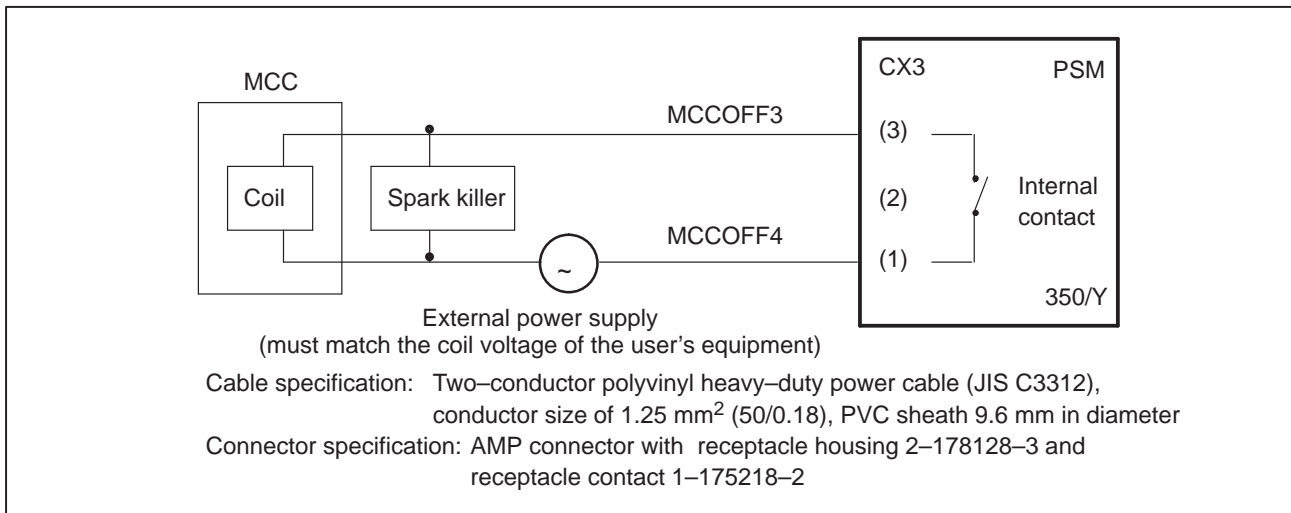 CX3 PSM
MCC
MCCOFF3
(3)
Coil
Spark killer
(2)
Internal
contact
MCCOFF4
(1)
~
350/Y
External power supply
(must match the coil voltage of the user’s equipment)
Cable specification: Two–conductor polyvinyl heavy–duty power cable (JIS C3312),
conductor size of 1.25 mm² (50/0.18), PVC sheath 9.6 mm in diameter
Connector specification: AMP connector with receptacle housing 2–178128–3 and
receptacle contact 1–175218–2